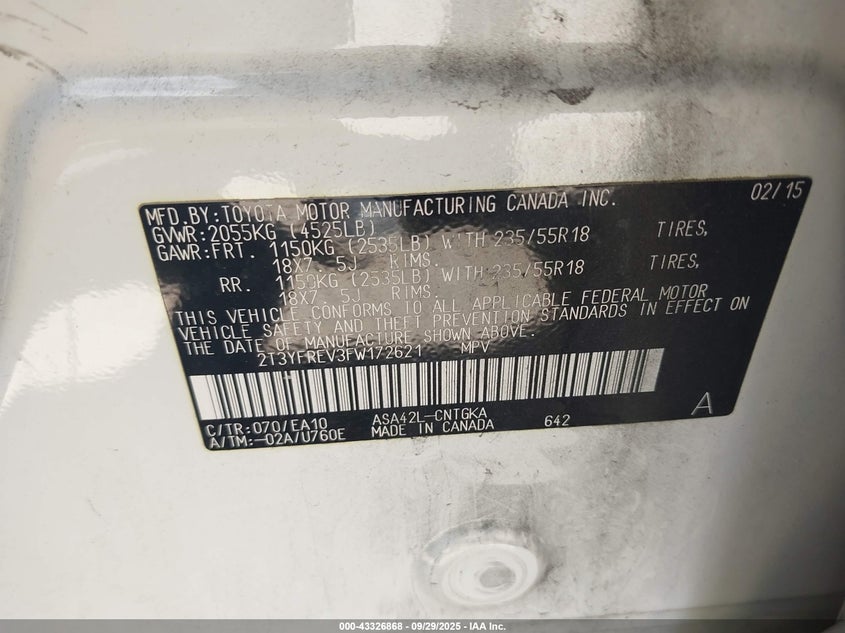 MFD.BY:TOYOTA MOTOR MANUFACTURING CANADA INC. 02/15
GVWR:2055KG (4525LB)
GAWR:FRT. 1150KG (2535LB) WITH 235/55R18 TIRES,
18X7. 5J RIMS.
RR. 1150KG (2535LB) WITH 235/55R18 TIRES,
18X7. 5J RIMS.
THIS VEHICLE CONFORMS TO ALL APPLICABLE FEDERAL MOTOR
VEHICLE SAFETY AND THEFT PREVENTION STANDARDS IN EFFECT ON
THE DATE OF MANUFACTURE SHOWN ABOVE.
2T3YFREV3FW172621 MPV
C/TR:070/EA10 ASA42L-CNTGKA 642 A
A/TM:-02A/U760E MADE IN CANADA
000-43326868 - 09/29/2025 - IAA Inc.